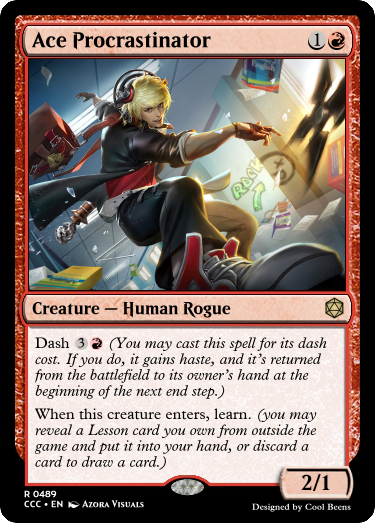 Ace Procrastinator
1
ROCK
Creature — Human Rogue
Dash 3 (You may cast this spell for its dash
cost. If you do, it gains haste, and it's returned
from the battlefield to its owner's hand at the
beginning of the next end step.)
When this creature enters, learn. (you may
reveal a Lesson card you own from outside the
game and put it into your hand, or discard a
card to draw a card.)
2/1
R 0489
CCC • EN Azora Visuals
Designed by Cool Beens